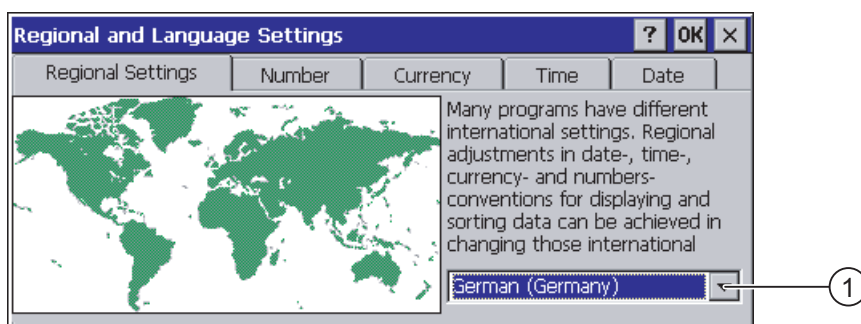 Regional and Language Settings ? OK ×
Regional Settings Number Currency Time Date
Many programs have different
international settings. Regional
adjustments in date-, time-,
currency- and numbers-
conventions for displaying and
sorting data can be achieved in
changing those international
German (Germany)
1